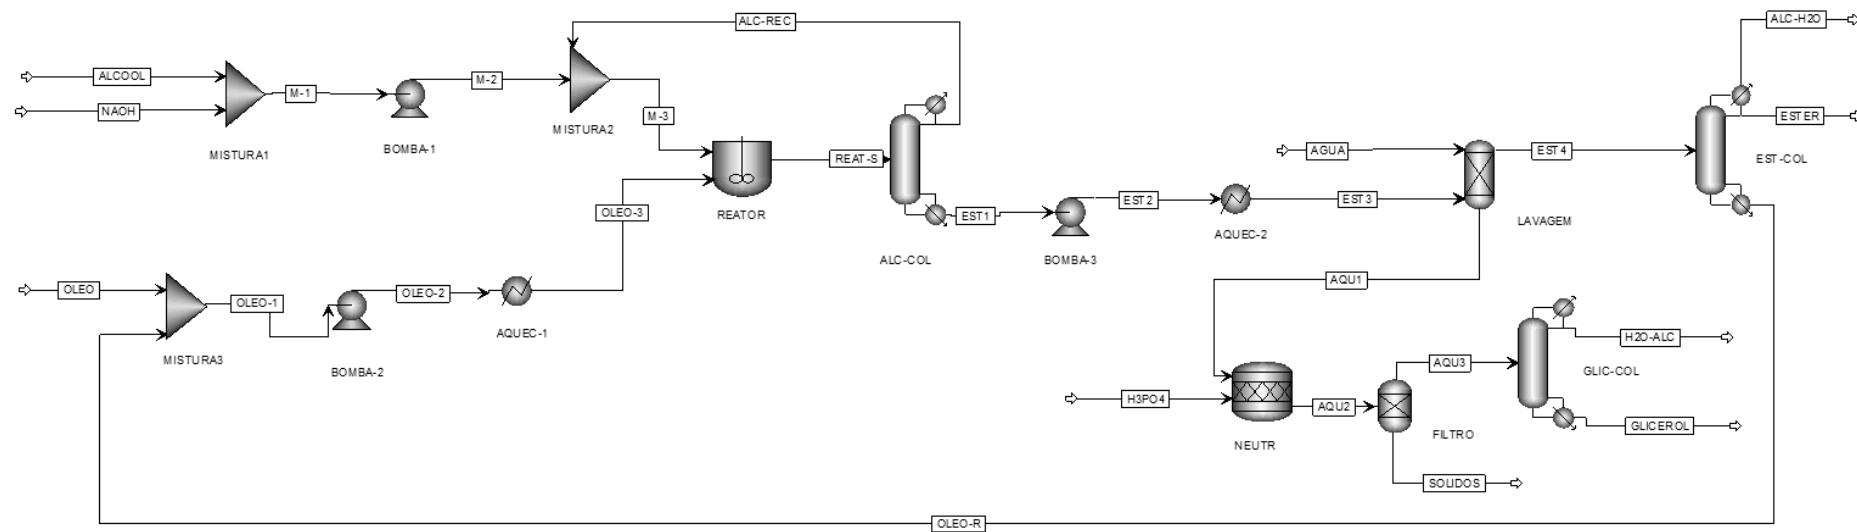 ALC-REC
ALC-H2O
ALCOOL
M-1
M-2
NAOH
MISTURA1
BOMBA-1
MISTURA2
M-3
REAT-S
REATOR
ALC-COL
OLEO-3
EST1
EST2
EST3
BOMBA-3
AQUEC-2
AGUA
EST4
LAVAGEM
ESTER
EST-COL
OLEO
OLEO-1
OLEO-2
MISTURA3
BOMBA-2
AQUEC-1
AQU1
H3PO4
NEUTR
AQU2
AQU3
FILTRO
SOLIDOS
H2O-ALC
GLIC-COL
GLICEROL
OLEO-R